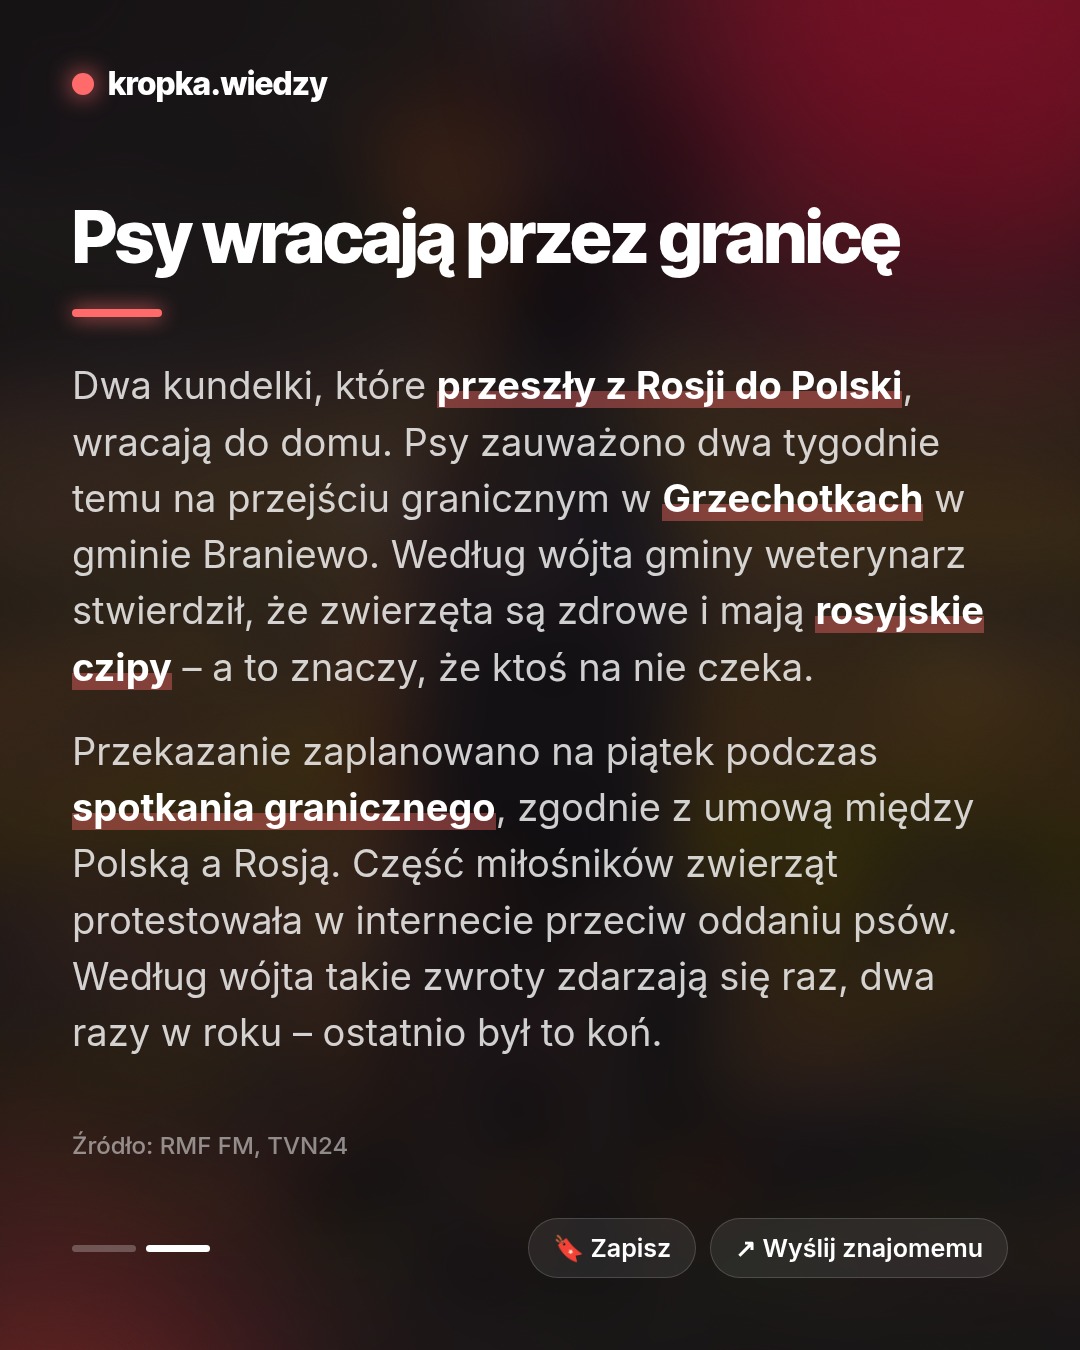 kropka.wiedzy
Psy wracają przez granicę
Dwa kundelki, które przeszły z Rosji do Polski,
wracają do domu. Psy zauważono dwa tygodnie
temu na przejściu granicznym w Grzechotkach w
gminie Braniewo. Według wójta gminy weterynarz
stwierdził, że zwierzęta są zdrowe i mają rosyjskie
czipy – a to znaczy, że ktoś na nie czeka.
Przekazanie zaplanowano na piątek podczas
spotkania granicznego, zgodnie z umową między
Polską a Rosją. Część miłośników zwierząt
protestowała w internecie przeciw oddaniu psów.
Według wójta takie zwroty zdarzają się raz, dwa
razy w roku – ostatnio był to koń.
Źródło: RMF FM, TVN24
🔖 Zapisz
↗ Wyślij znajomemu